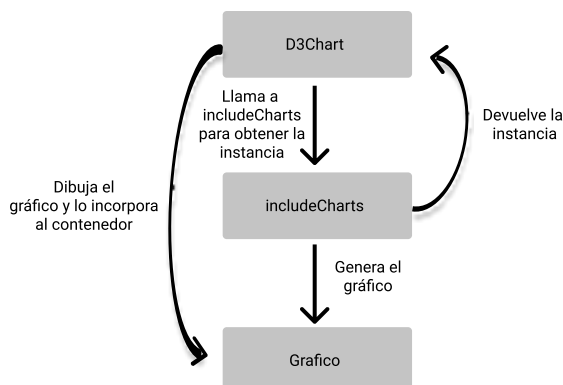 D3Chart
Llama a
includeCharts
para obtener la
instancia
Devuelve la
instancia
Dibuja el
gráfico y lo incorpora
al contenedor
includeCharts
Genera el
gráfico
Grafico